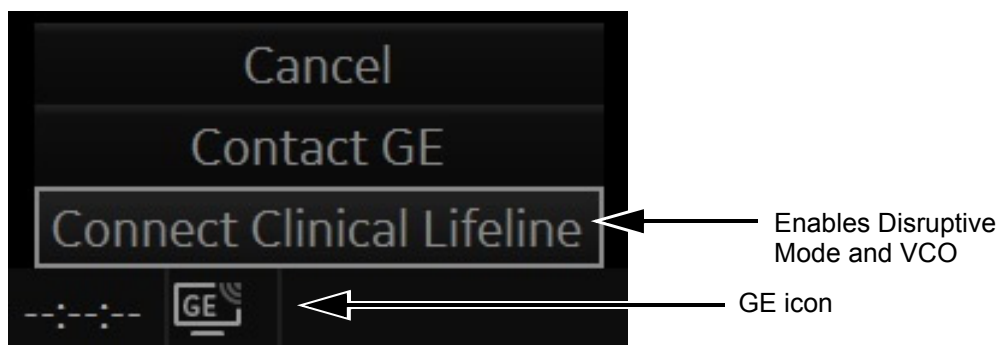 Cancel
Contact GE
Connect Clinical Lifeline
Enables Disruptive
Mode and VCO
--:--:-- GE
GE icon